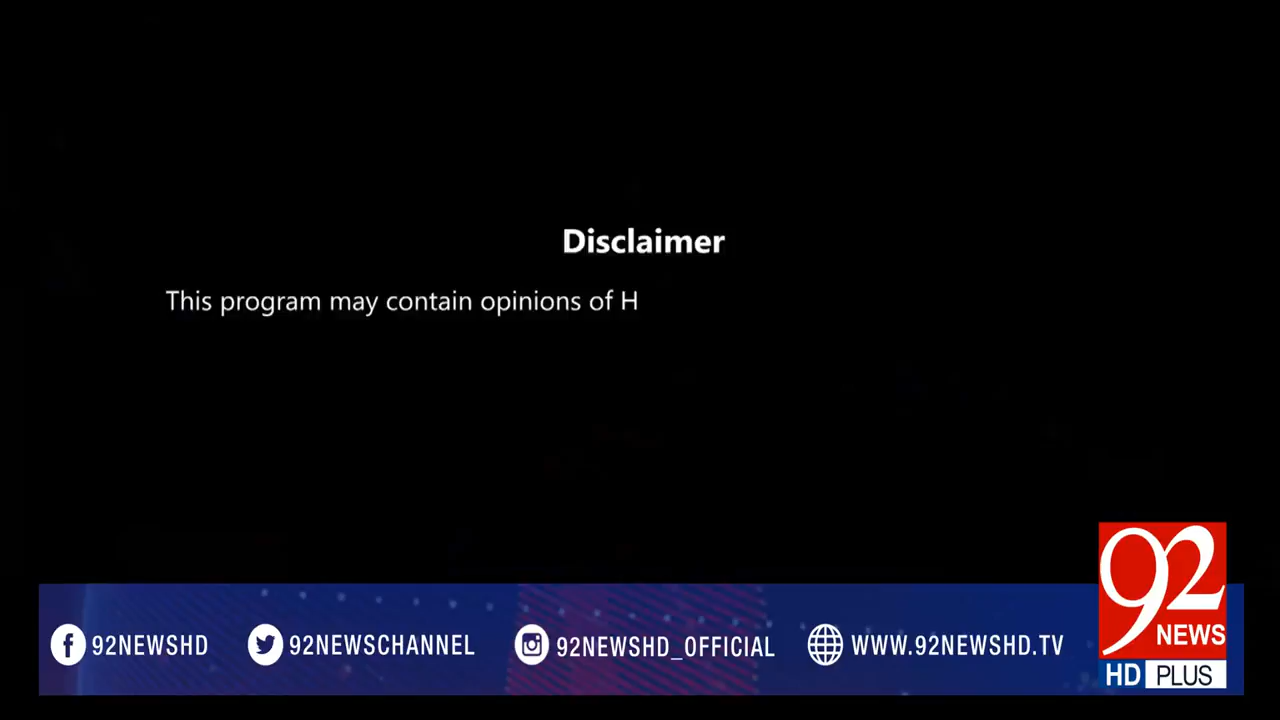 Disclaimer
This program may contain opinions of H
92NEWSHD
92NEWSCHANNEL
92NEWSHD_OFFICIAL
WWW.92NEWSHD.TV
92
NEWS
HD PLUS